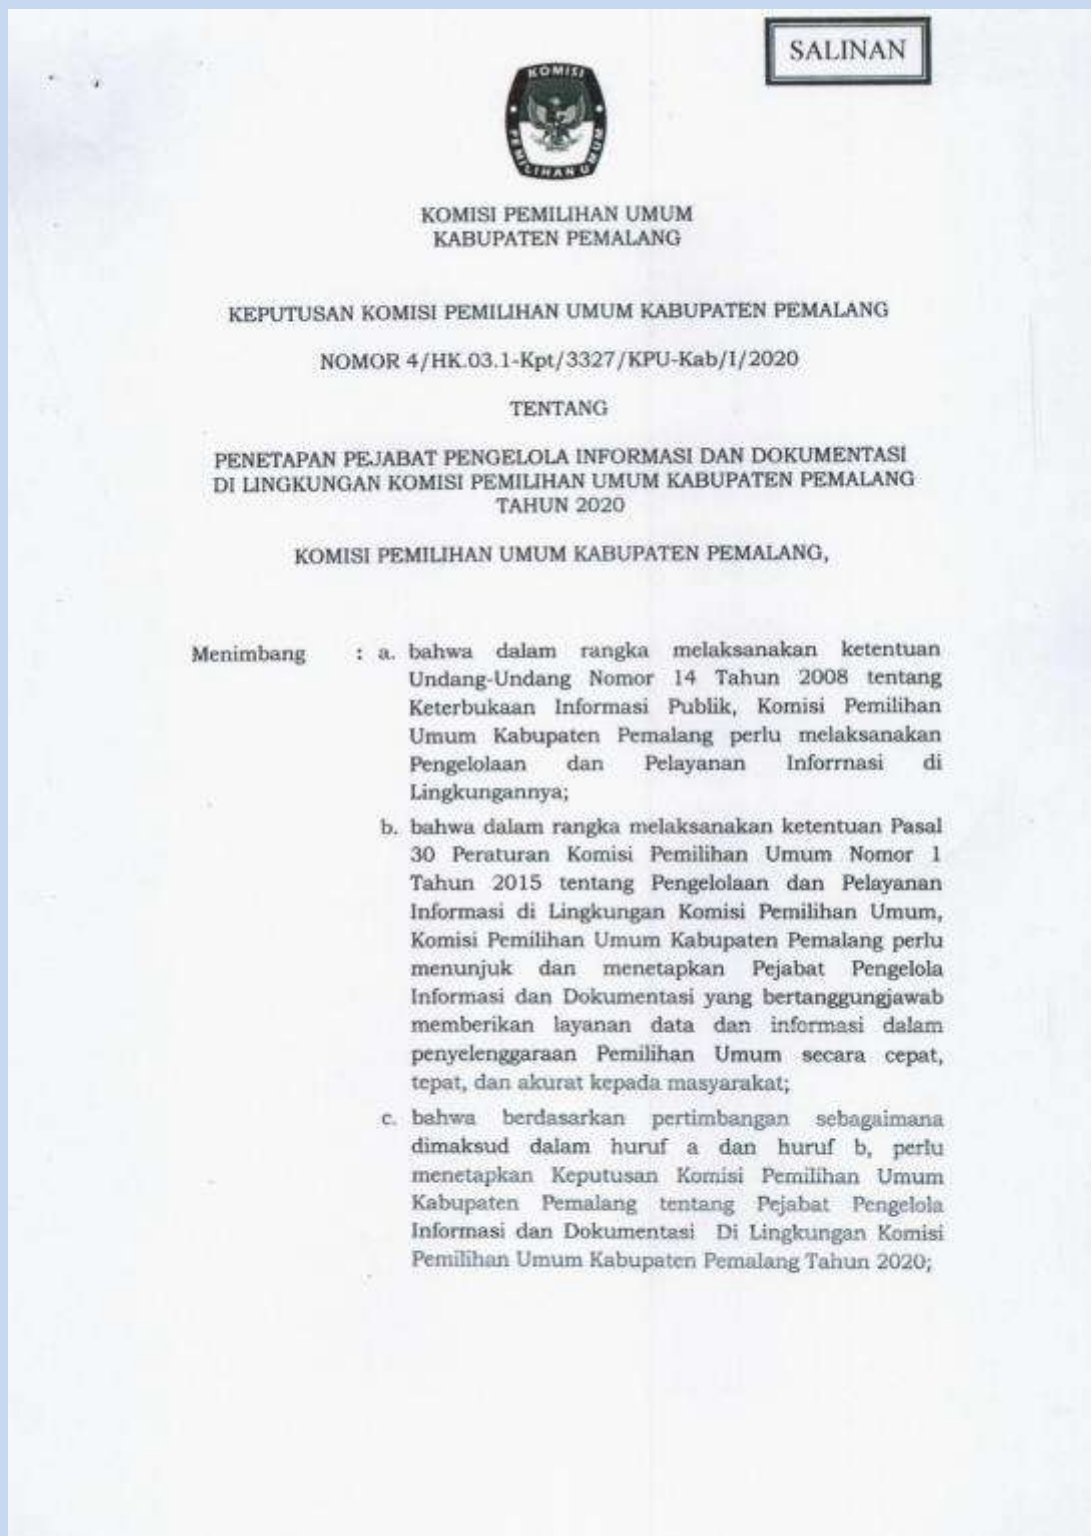 SALINAN
KOMISI
PEMILIHAN UMUM
KOMISI PEMILIHAN UMUM
KABUPATEN PEMALANG
KEPUTUSAN KOMISI PEMILIHAN UMUM KABUPATEN PEMALANG
NOMOR 4/HK.03.1-Kpt/3327/KPU-Kab/I/2020
TENTANG
PENETAPAN PEJABAT PENGELOLA INFORMASI DAN DOKUMENTASI
DI LINGKUNGAN KOMISI PEMILIHAN UMUM KABUPATEN PEMALANG
TAHUN 2020
KOMISI PEMILIHAN UMUM KABUPATEN PEMALANG,
Menimbang : a. bahwa dalam rangka melaksanakan ketentuan
Undang-Undang Nomor 14 Tahun 2008 tentang
Keterbukaan Informasi Publik, Komisi Pemilihan
Umum Kabupaten Pemalang perlu melaksanakan
Pengelolaan dan Pelayanan Inforrnasi di
Lingkungannya;
b. bahwa dalam rangka melaksanakan ketentuan Pasal
30 Peraturan Komisi Pemilihan Umum Nomor 1
Tahun 2015 tentang Pengelolaan dan Pelayanan
Informasi di Lingkungan Komisi Pemilihan Umum,
Komisi Pemilihan Umum Kabupaten Pemalang perlu
menunjuk dan menetapkan Pejabat Pengelola
Informasi dan Dokumentasi yang bertanggungjawab
memberikan layanan data dan informasi dalam
penyelenggaraan Pemilihan Umum secara cepat,
tepat, dan akurat kepada masyarakat;
c. bahwa berdasarkan pertimbangan sebagaimana
dimaksud dalam huruf a dan huruf b, perlu
menetapkan Keputusan Komisi Pemilihan Umum
Kabupaten Pemalang tentang Pejabat Pengelola
Informasi dan Dokumentasi Di Lingkungan Komisi
Pemilihan Umum Kabupaten Pemalang Tahun 2020;